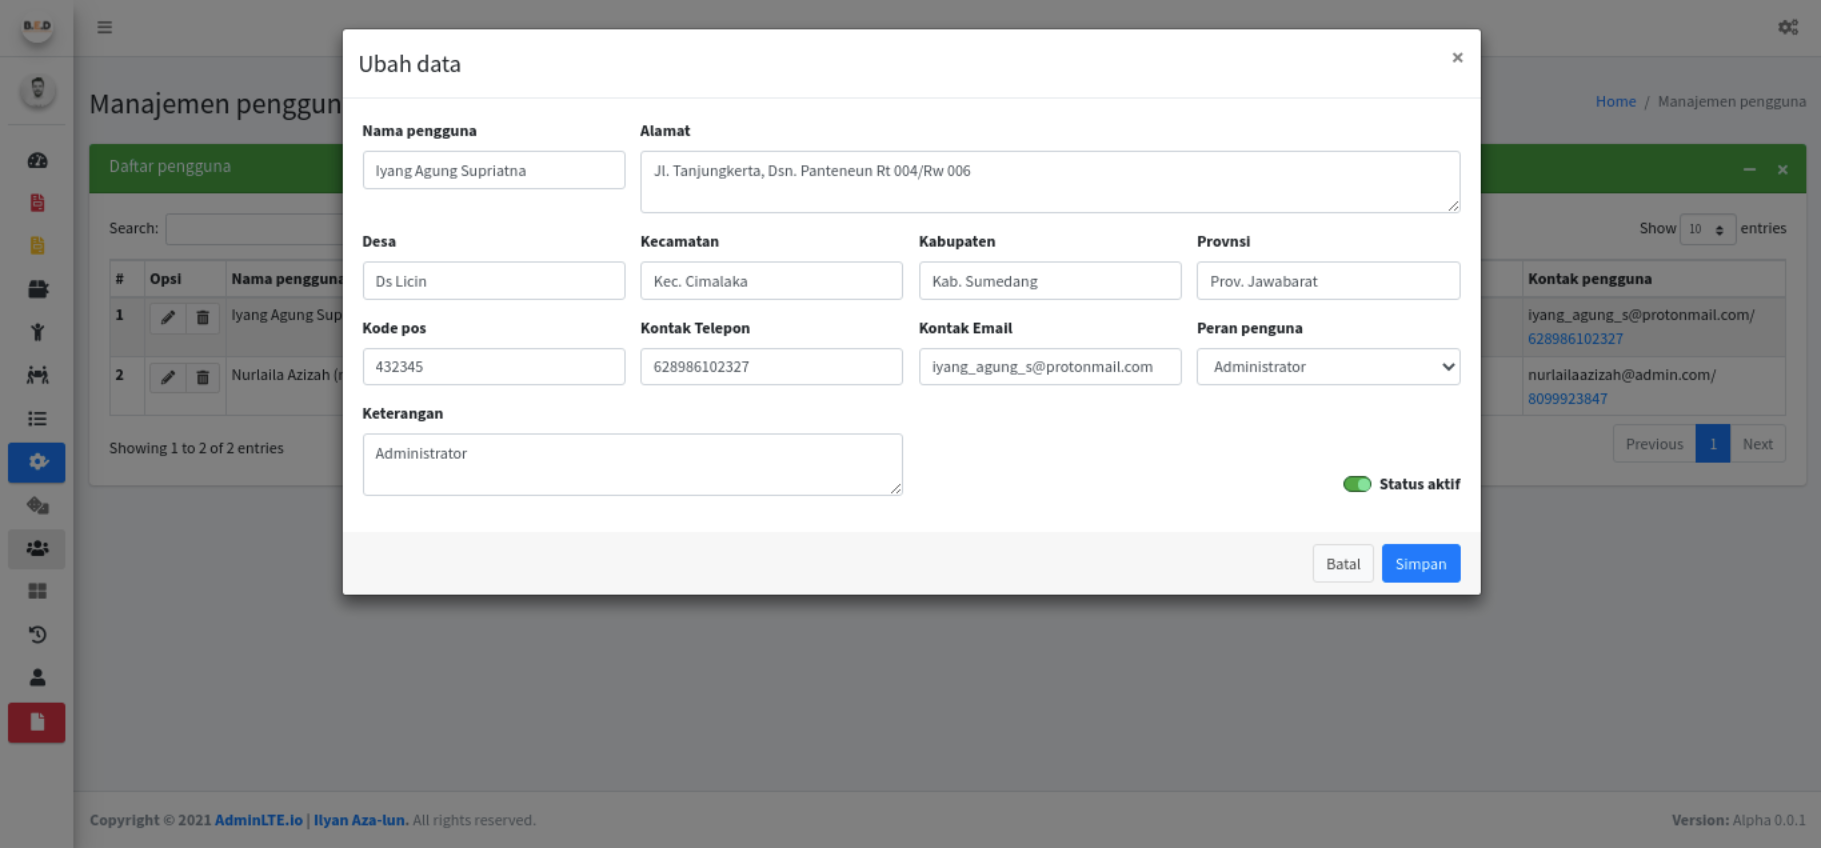 B.E.D
Ubah data
×
Manajemen penggun
Home / Manajemen pengguna
Nama pengguna
Alamat
Daftar pengguna
Iyang Agung Supriatna
Jl. Tanjungkerta, Dsn. Panteneun Rt 004/Rw 006
Search:
Show 10 entries
Desa
Kecamatan
Kabupaten
Provnsi
# Opsi Nama pengguna
Kontak pengguna
Ds Licin
Kec. Cimalaka
Kab. Sumedang
Prov. Jawabarat
1 Iyang Agung Sup
iyang_agung_s@protonmail.com/
628986102327
Kode pos
Kontak Telepon
Kontak Email
Peran penguna
432345
628986102327
iyang_agung_s@protonmail.com
Administrator
2 Nurlaila Azizah (
nurlailaazizah@admin.com/
8099923847
Keterangan
Administrator
Showing 1 to 2 of 2 entries
Previous 1 Next
Status aktif
Batal
Simpan
Copyright © 2021 AdminLTE.io | Ilyan Aza-lun. All rights reserved.
Version: Alpha 0.0.1